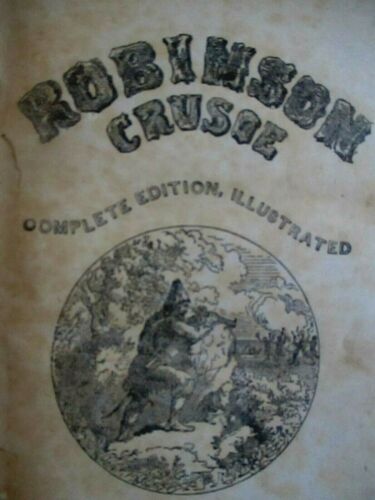 ROBINSON
CRUSOE
COMPLETE EDITION, ILLUSTRATED